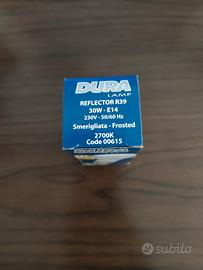 DURA
LAMP
REFLECTOR R39
30W - E14
230V - 50/60 Hz
Smerigliata - Frosted
2700K
Code 00615
subito